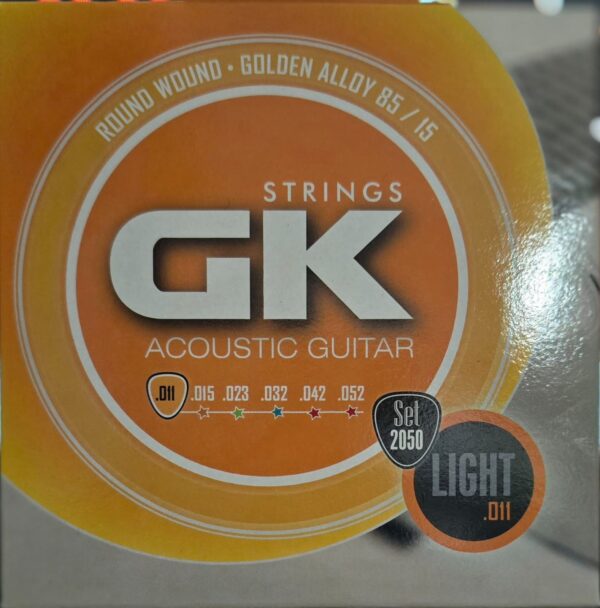 ROUND WOUND • GOLDEN ALLOY 85 / 15
STRINGS
GK
ACOUSTIC GUITAR
.011 .015 .023 .032 .042 .052
Set
2050
LIGHT
.011